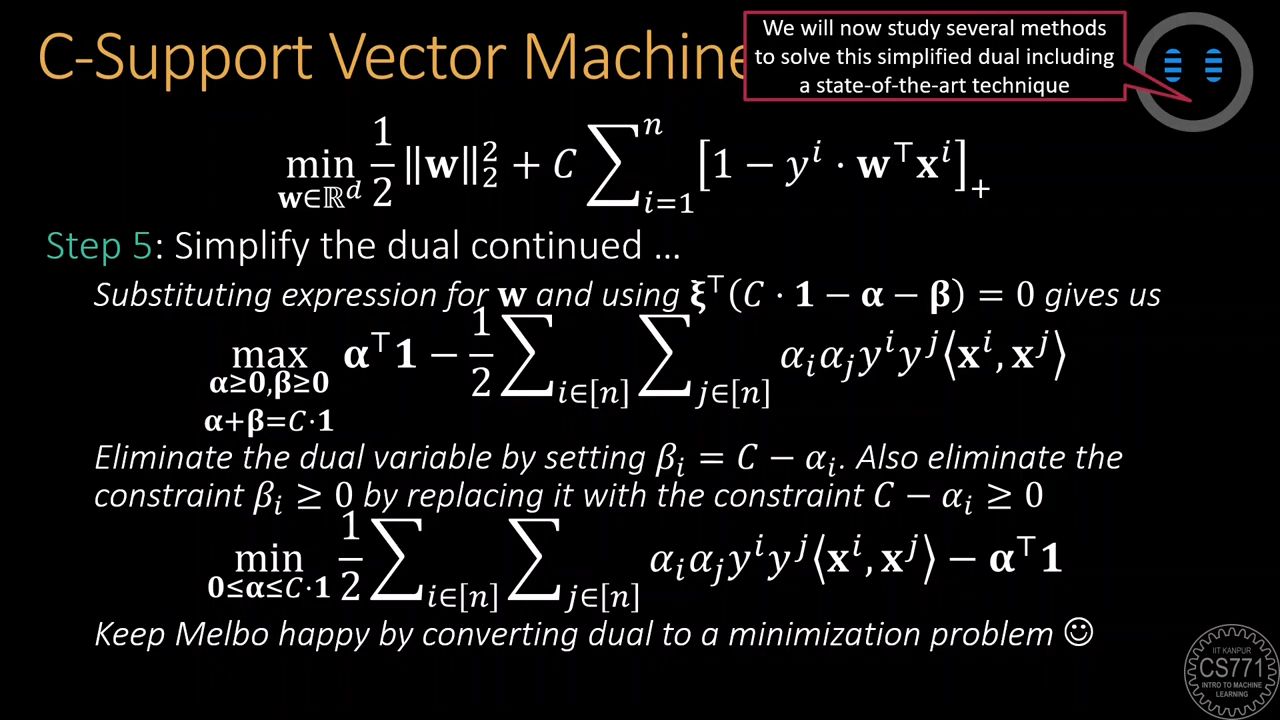 C-Support Vector Machine
We will now study several methods
to solve this simplified dual including
a state-of-the-art technique
min_{𝐰∈ℝ^d} 1/2 ‖𝐰‖₂² + C ∑_{i=1}^{n} [1 − y^i · 𝐰^⊤𝐱^i]_+
Step 5: Simplify the dual continued …
Substituting expression for 𝐰 and using 𝛏^⊤(C · 𝟏 − 𝛂 − 𝛃) = 0 gives us
max_{𝛂≥0,𝛃≥0, 𝛂+𝛃=C·𝟏} 𝛂^⊤𝟏 − 1/2 ∑_{i∈[n]} ∑_{j∈[n]} α_i α_j y^i y^j ⟨𝐱^i, 𝐱^j⟩
Eliminate the dual variable by setting β_i = C − α_i. Also eliminate the
constraint β_i ≥ 0 by replacing it with the constraint C − α_i ≥ 0
min_{𝟎≤𝛂≤C·𝟏} 1/2 ∑_{i∈[n]} ∑_{j∈[n]} α_i α_j y^i y^j ⟨𝐱^i, 𝐱^j⟩ − 𝛂^⊤𝟏
Keep Melbo happy by converting dual to a minimization problem ☺
IIT KANPUR
CS771
INTRO TO MACHINE
LEARNING